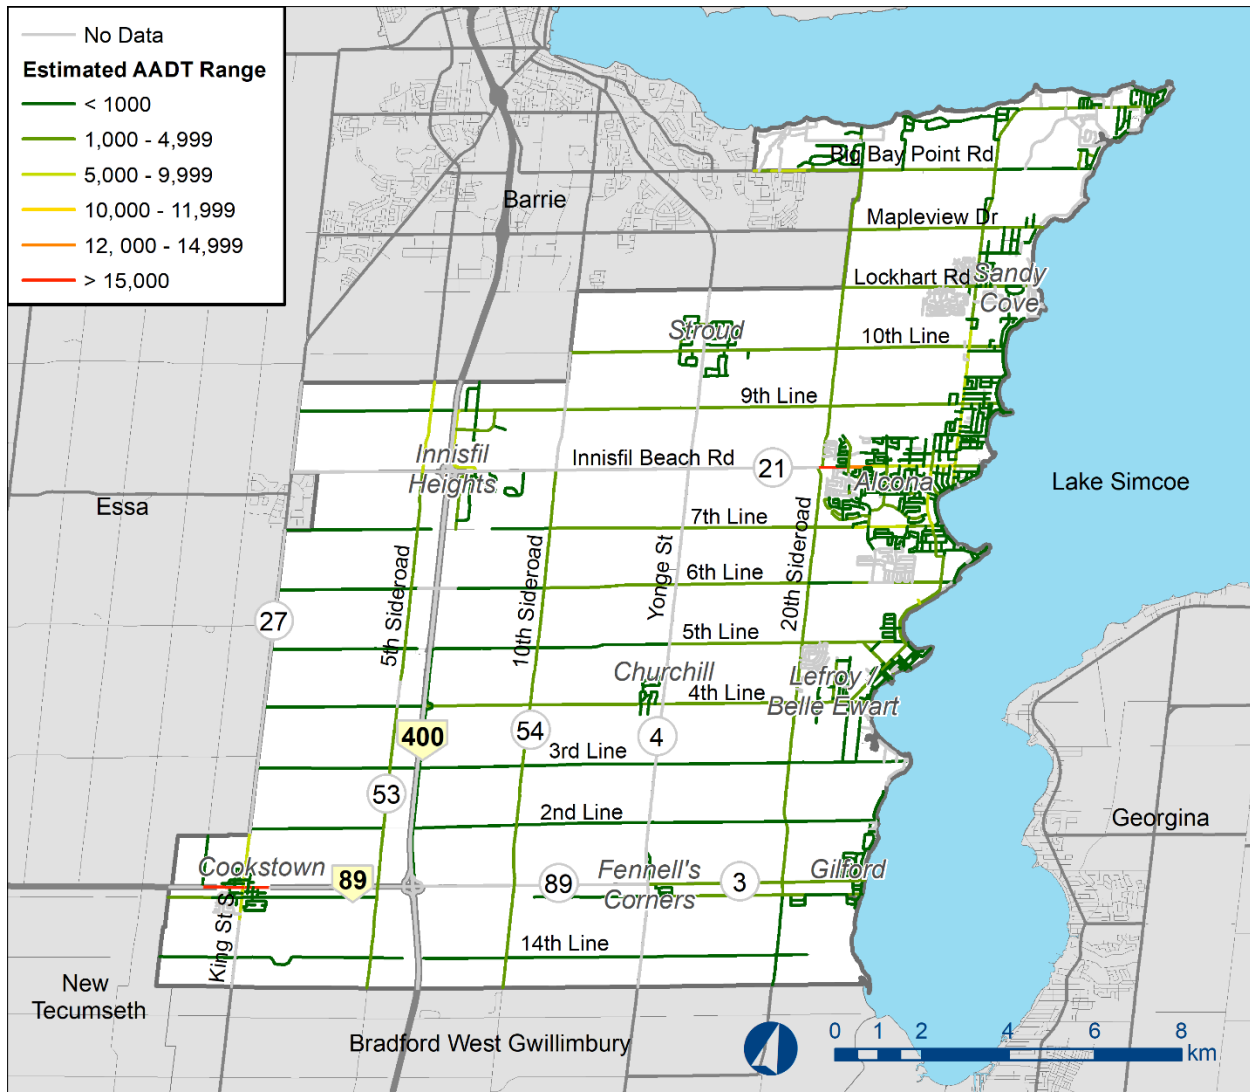 No Data
Estimated AADT Range
< 1000
1,000 - 4,999
5,000 - 9,999
10,000 - 11,999
12, 000 - 14,999
> 15,000
Big Bay Point Rd
Barrie
Mapleview Dr
Lockhart Rd
Sandy
Cove
Stroud
10th Line
9th Line
Innisfil
Heights
Innisfil Beach Rd
21
Alcona
Lake Simcoe
Essa
7th Line
5th Sideroad
10th Sideroad
Yonge St
20th Sideroad
6th Line
27
5th Line
Churchill
4th Line
Lefroy /
Belle Ewart
400
54
4
3rd Line
53
2nd Line
Georgina
Cookstown
89
89
Fennell's
Corners
3
Gilford
King St S
14th Line
New
Tecumseth
Bradford West Gwillimbury
0 1 2 4 6 8
km